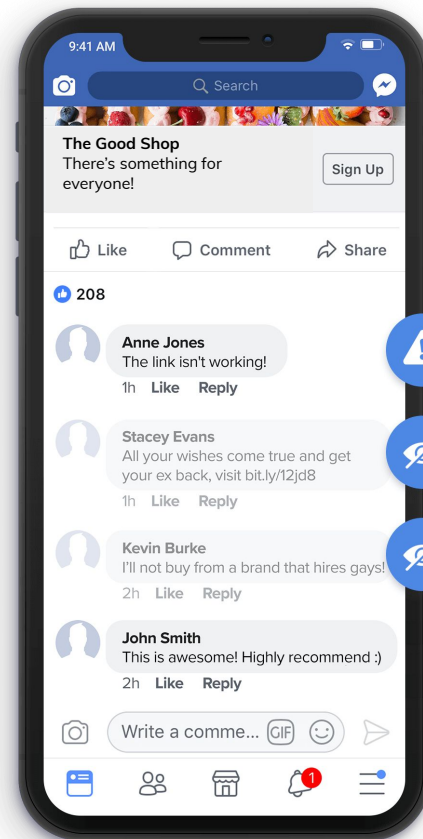 9:41 AM
Search
The Good Shop
There's something for
everyone!
Sign Up
Like
Comment
Share
208
Anne Jones
The link isn't working!
1h Like Reply
Stacey Evans
All your wishes come true and get
your ex back, visit bit.ly/12jd8
1h Like Reply
Kevin Burke
I'll not buy from a brand that hires gays!
2h Like Reply
John Smith
This is awesome! Highly recommend :)
2h Like Reply
Write a comme... GIF
1